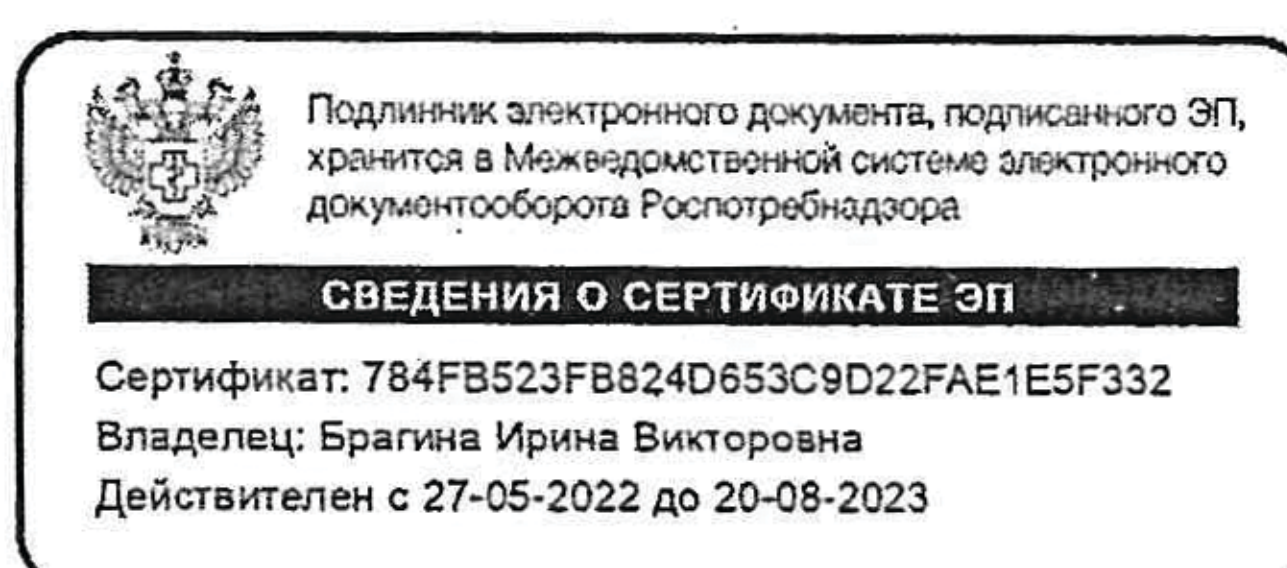 Подлинник электронного документа, подписанного ЭП,
хранится в Межведомственной системе электронного
документооборота Роспотребнадзора
СВЕДЕНИЯ О СЕРТИФИКАТЕ ЭП
Сертификат: 784FB523FB824D653C9D22FAE1E5F332
Владелец: Брагина Ирина Викторовна
Действителен с 27-05-2022 до 20-08-2023